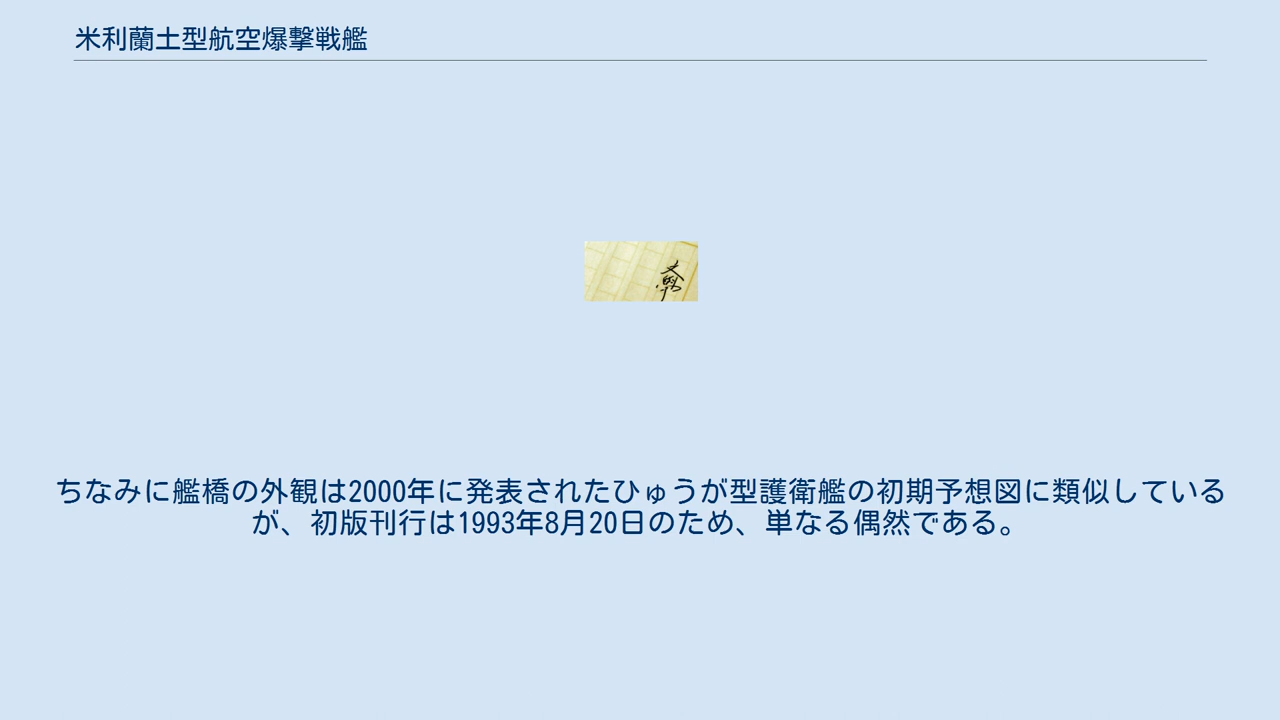 米利蘭土型航空爆撃戦艦
ちなみに艦橋の外観は2000年に発表されたひゅうが型護衛艦の初期予想図に類似している
が、初版刊行は1993年8月20日のため、単なる偶然である。